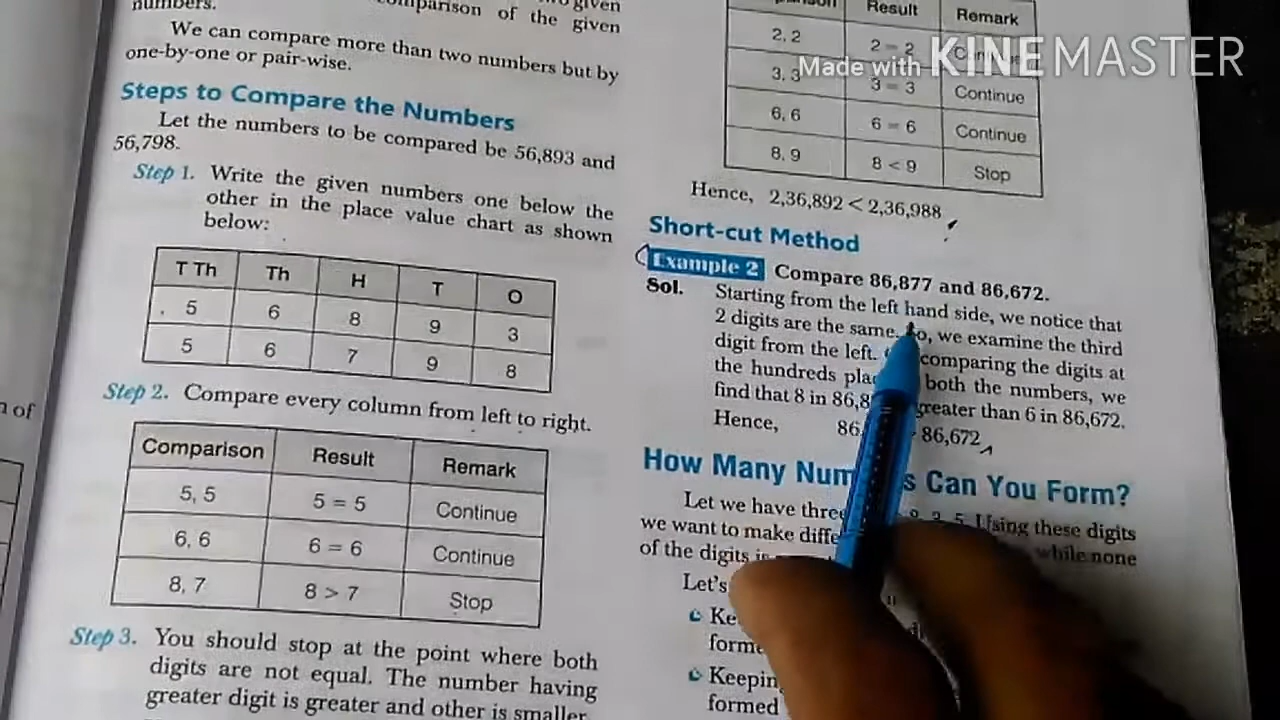 numbers.
comparison of the given
We can compare more than two numbers but by
one-by-one or pair-wise.
Steps to Compare the Numbers
Let the numbers to be compared be 56,893 and
56,798.
Step 1. Write the given numbers one below the
other in the place value chart as shown
below:
T Th Th H T O
5 6 8 9 3
5 6 7 9 8
Step 2. Compare every column from left to right.
Comparison Result Remark
5, 5 5 = 5 Continue
6, 6 6 = 6 Continue
8, 7 8 > 7 Stop
Step 3. You should stop at the point where both
digits are not equal. The number having
greater digit is greater and other is smaller
n of
Result Remark
2, 2 2 = 2
3, 3 3 = 3 Continue
6, 6 6 = 6 Continue
8, 9 8 < 9 Stop
Made with KINEMASTER
Hence, 2,36,892 < 2,36,988
Short-cut Method
Example 2 Compare 86,877 and 86,672.
Sol. Starting from the left hand side, we notice that
2 digits are the same. we examine the third
digit from the left. comparing the digits at
the hundreds both the numbers, we
find that 8 in greater than 6 in 86,672.
Hence, 86,672
How Many Can You Form?
Let we have 2, 5. Using these digits
we want to make while none
of the digits is
Let's
formed